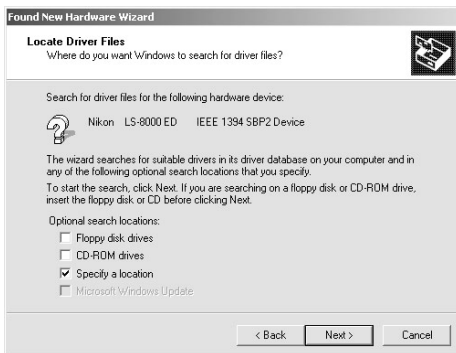 Found New Hardware Wizard
Locate Driver Files
Where do you want Windows to search for driver files?
Search for driver files for the following hardware device:
Nikon LS-8000 ED IEEE 1394 SBP2 Device
The wizard searches for suitable drivers in its driver database on your computer and in
any of the following optional search locations that you specify.
To start the search, click Next. If you are searching on a floppy disk or CD-ROM drive,
insert the floppy disk or CD before clicking Next.
Optional search locations:
Floppy disk drives
CD-ROM drives
Specify a location
Microsoft Windows Update
< Back Next > Cancel